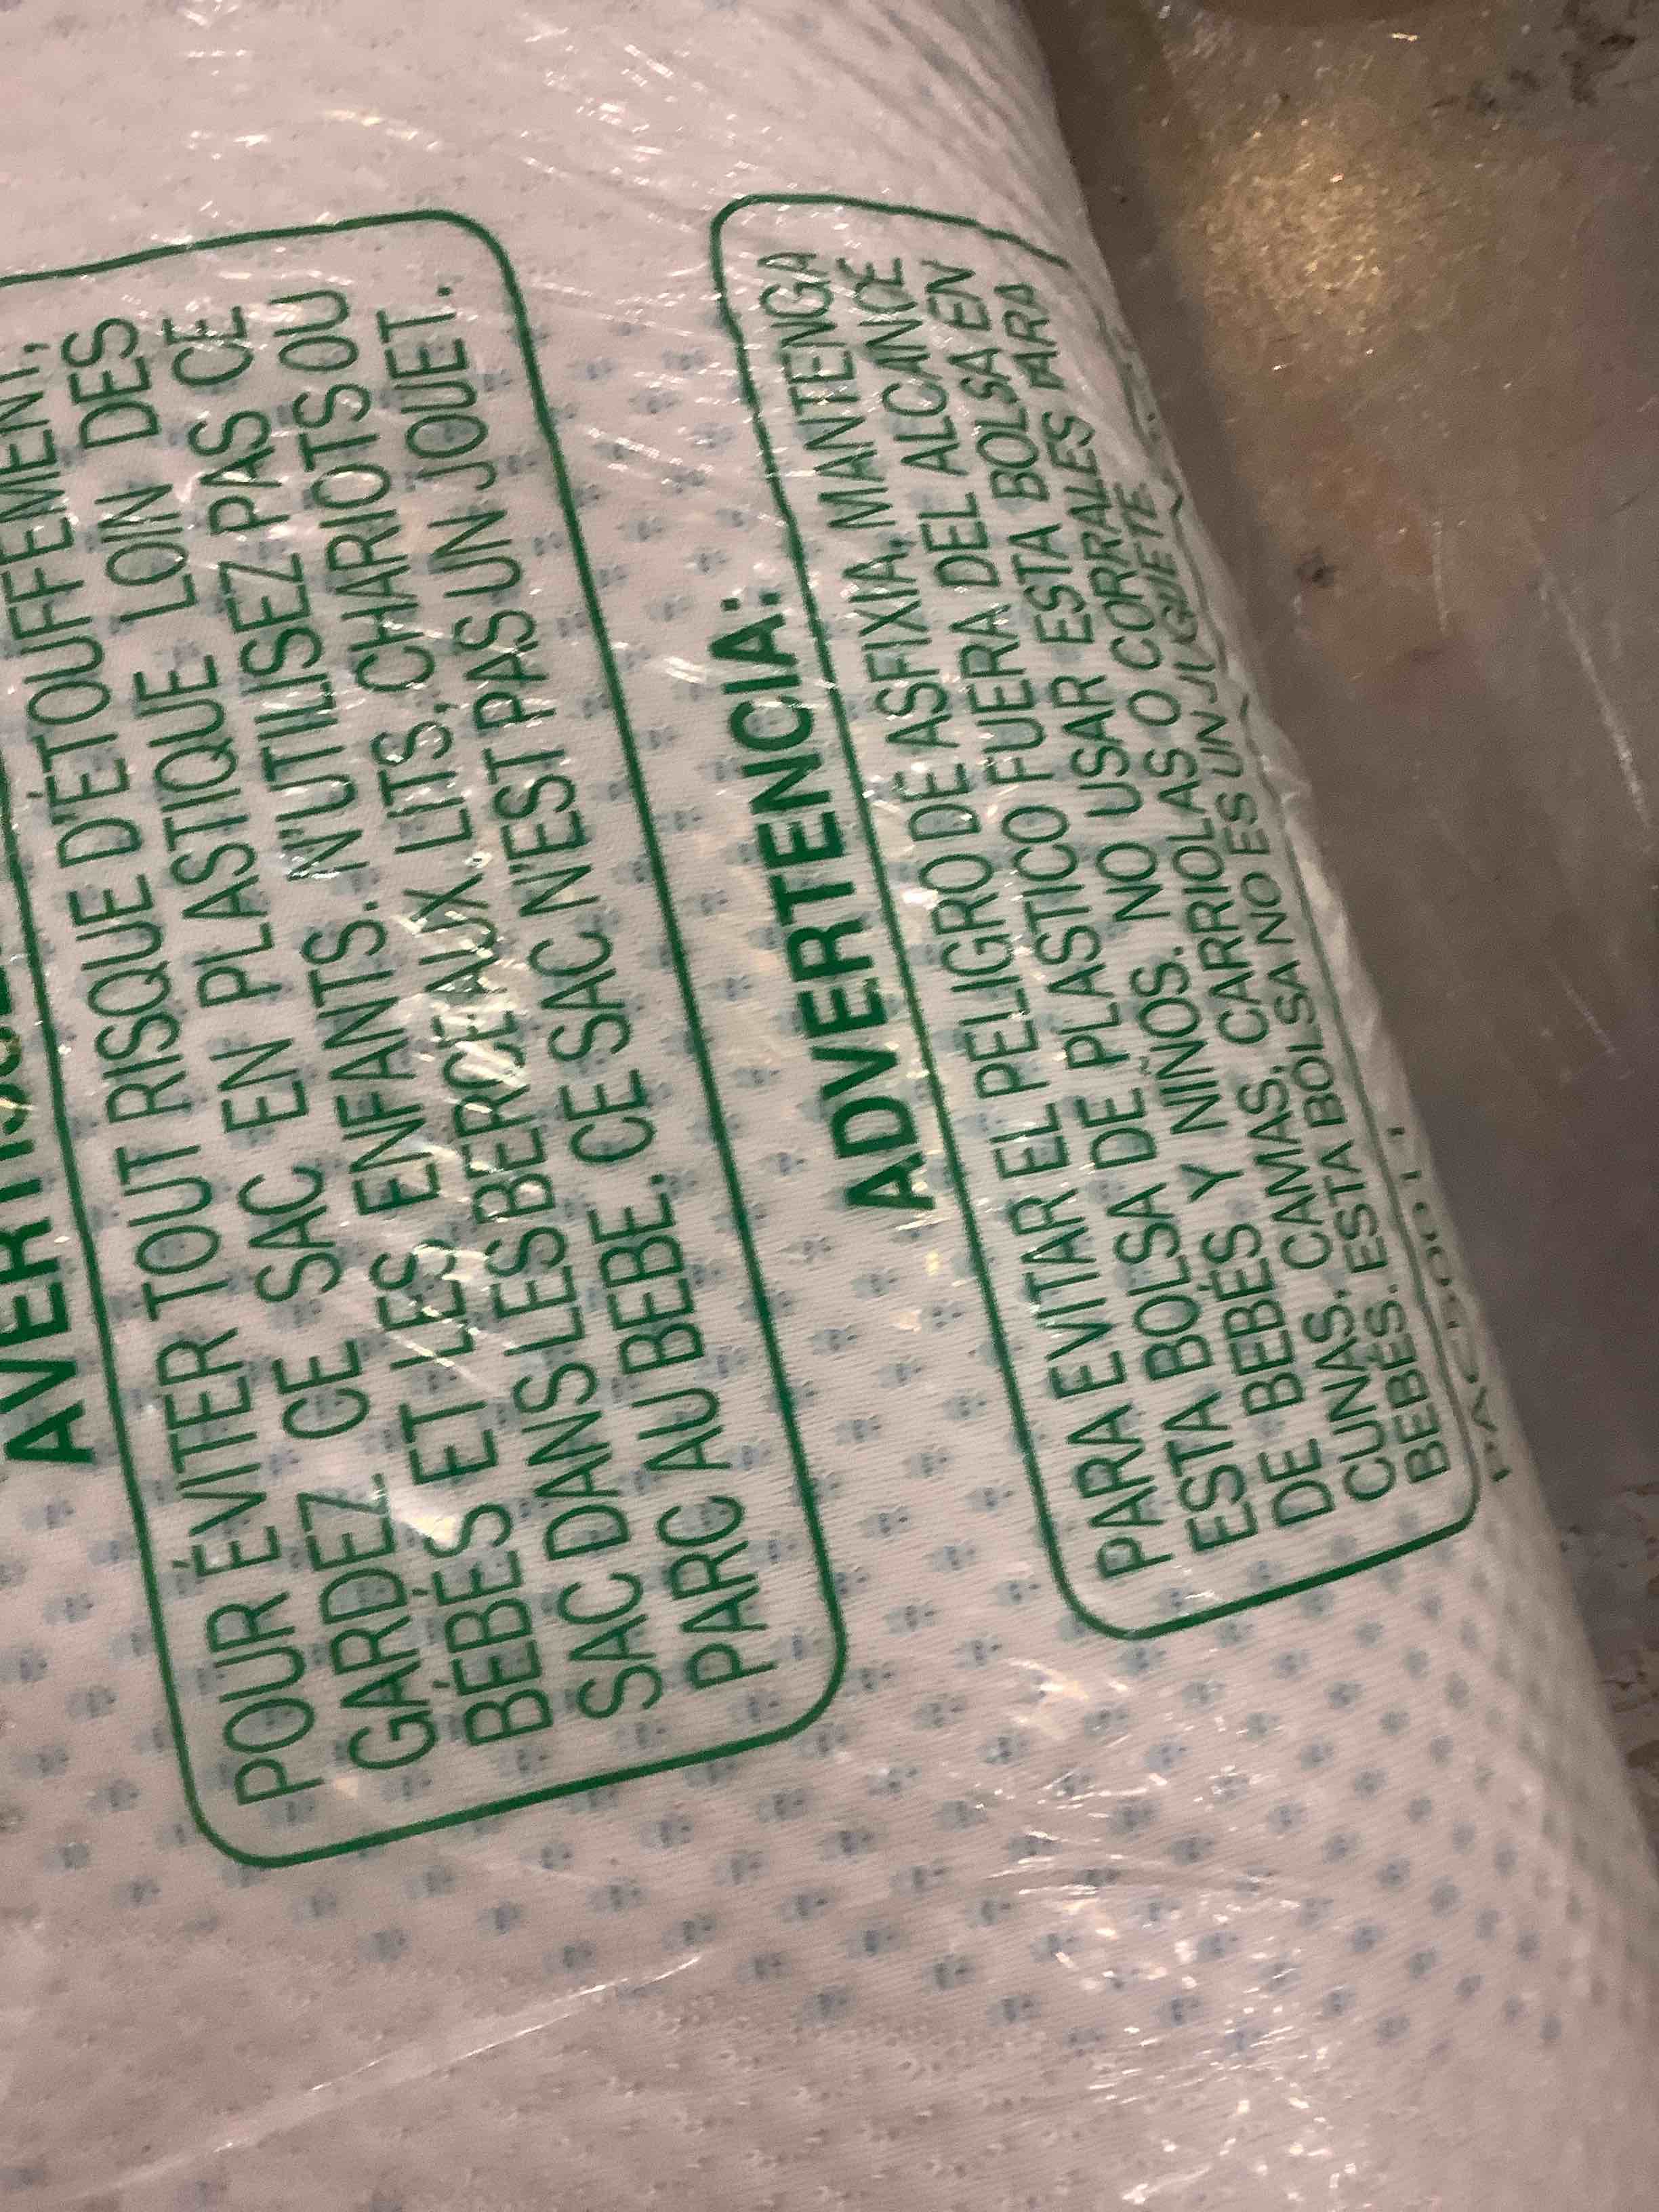 POUR ÉVITER TOUT RISQUE D'ÉTOUFFEMENT,
GARDEZ CE SAC EN PLASTIQUE LOIN DES
BÉBÉS ET LES ENFANTS. N'UTILISEZ PAS CE
SAC DANS LES BERCEAUX, LITS, CHARIOTS OU
PARC AU BEBE. CE SAC N'EST PAS UN JOUET.
ADVERTENCIA:
PARA EVITAR EL PELIGRO DE ASFIXIA, MANTENGA
ESTA BOLSA DE PLASTICO FUERA DEL ALCANCE
DE BEBÉS Y NIÑOS. NO USAR ESTA BOLSA EN
CUNAS, CAMAS, CARRIOLAS O CORRALES PARA
BEBÉS. ESTA BOLSA NO ES UN JUGUETE.